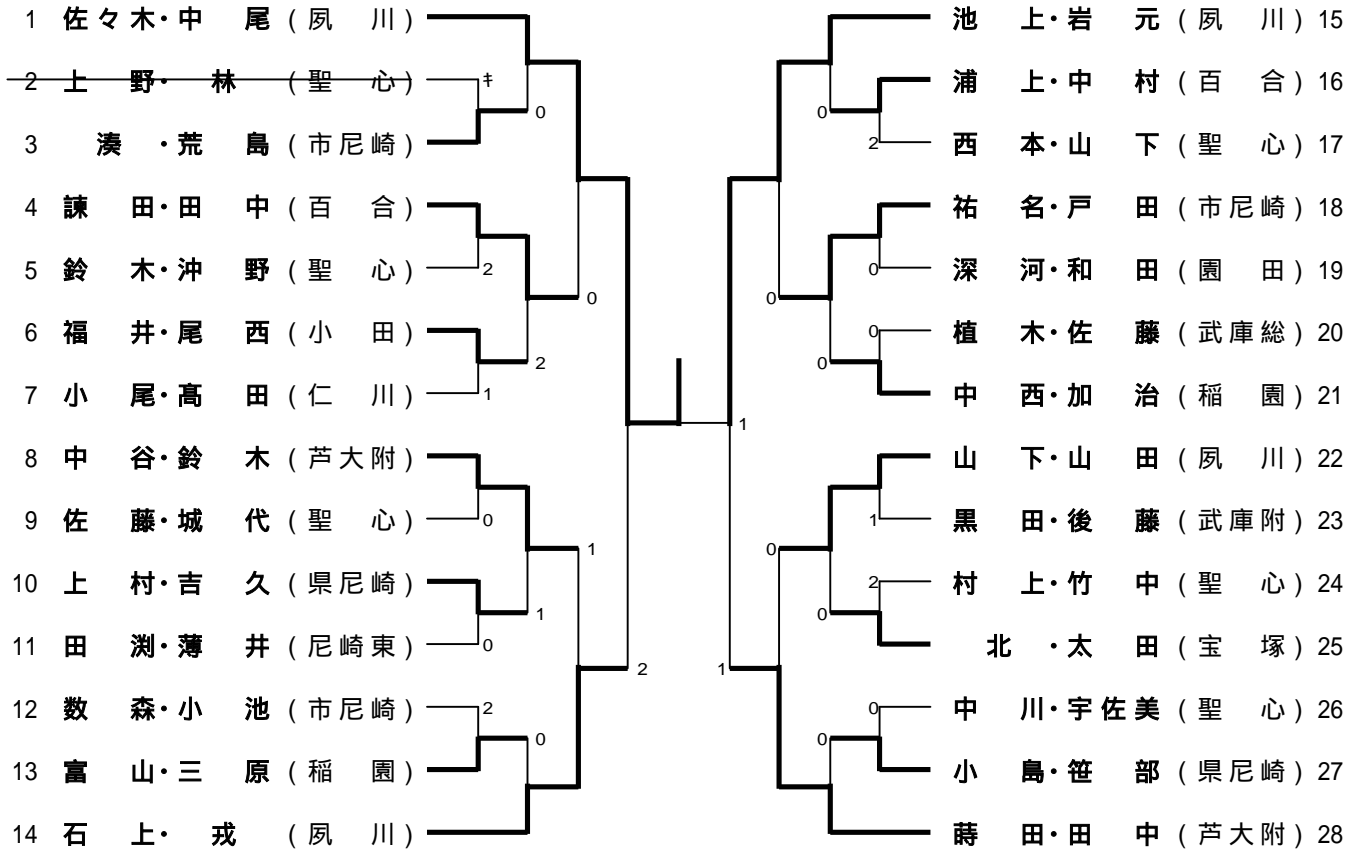 1 佐々木・中 尾 ( 夙 川 )
2 上 野・ 林 ( 聖 心 ) キ
0
3 湊 ・荒 島 ( 市尼崎 )
4 諫 田・田 中 ( 百 合 )
5 鈴 木・沖 野 ( 聖 心 ) 2
0
6 福 井・尾 西 ( 小 田 )
2
7 小 尾・髙 田 ( 仁 川 ) 1
8 中 谷・鈴 木 ( 芦大附 )
9 佐 藤・城 代 ( 聖 心 ) 0
1
10 上 村・吉 久 ( 県尼崎 )
1
11 田 渕・薄 井 ( 尼崎東 ) 0
2
12 数 森・小 池 ( 市尼崎 ) 2
0
13 富 山・三 原 ( 稲 園 )
14 石 上・ 戎 ( 夙 川 )
1
池 上・岩 元 ( 夙 川 ) 15
浦 上・中 村 ( 百 合 ) 16
0
2 西 本・山 下 ( 聖 心 ) 17
祐 名・戸 田 ( 市尼崎 ) 18
0 深 河・和 田 ( 園 田 ) 19
0
0 植 木・佐 藤 ( 武庫総 ) 20
0
中 西・加 治 ( 稲 園 ) 21
山 下・山 田 ( 夙 川 ) 22
1 黒 田・後 藤 ( 武庫附 ) 23
0
2 村 上・竹 中 ( 聖 心 ) 24
0
北 ・太 田 ( 宝 塚 ) 25
1
0 中 川・宇佐美 ( 聖 心 ) 26
0
小 島・笹 部 ( 県尼崎 ) 27
蒔 田・田 中 ( 芦大附 ) 28